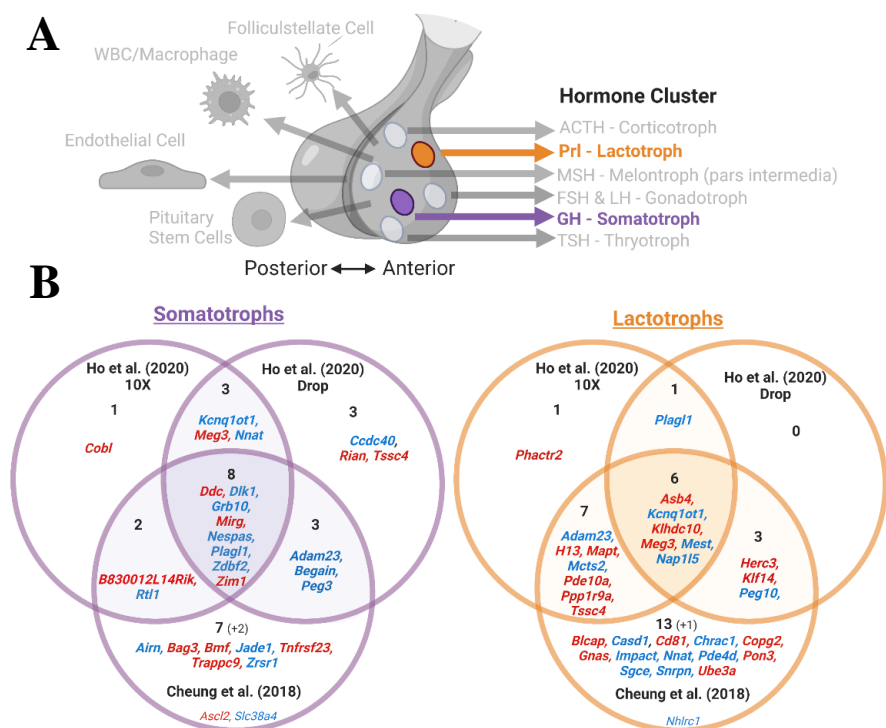 A
Folliculstellate Cell
WBC/Macrophage
Endothelial Cell
Pituitary
Stem Cells
Posterior
Anterior
Hormone Cluster
ACTH - Corticotroph
Prl - Lactotroph
MSH - Melontroph (pars intermedia)
FSH & LH - Gonadotroph
GH - Somatotroph
TSH - Thryotroph
B
Somatotrophs
Ho et al. (2020)
10X
1
Cobl
3
Kcnq1ot1,
Meg3, Nnat
Ho et al. (2020)
Drop
3
Ccdc40,
Rian, Tssc4
8
Ddc, Dlk1,
Grb10,
Mirg,
Nespas,
Plagl1,
Zdbf2,
Zim1
2
B830012L14Rik,
Rtl1
3
Adam23,
Begain,
Peg3
7 (+2)
Airn, Bag3, Bmf, Jade1, Tnfrsf23,
Trappc9, Zrsr1
Cheung et al. (2018)
Ascl2, Slc38a4
Lactotrophs
Ho et al. (2020)
10X
1
Phactr2
1
Plagl1
Ho et al. (2020)
Drop
0
6
Asb4,
Kcnq1ot1,
Klhdc10,
Meg3, Mest,
Nap1l5
7
Adam23,
H13, Mapt,
Mcts2,
Pde10a,
Ppp1r9a,
Tssc4
3
Herc3,
Klf14,
Peg10,
13 (+1)
Blcap, Casd1, Cd81, Chrac1, Copg2,
Gnas, Impact, Nnat, Pde4d, Pon3,
Sgce, Snrpn, Ube3a
Cheung et al. (2018)
Nhlrc1